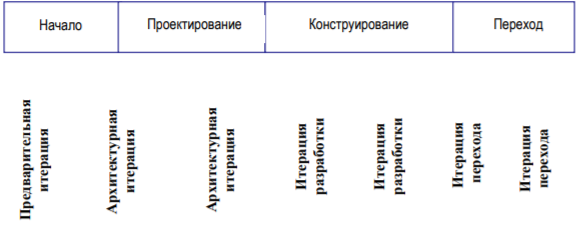 Начало
Проектирование
Конструирование
Переход
Предварительная
итерация
Архитектурная
итерация
Архитектурная
итерация
Итерация
разработки
Итерация
разработки
Итерация
перехода
Итерация
перехода